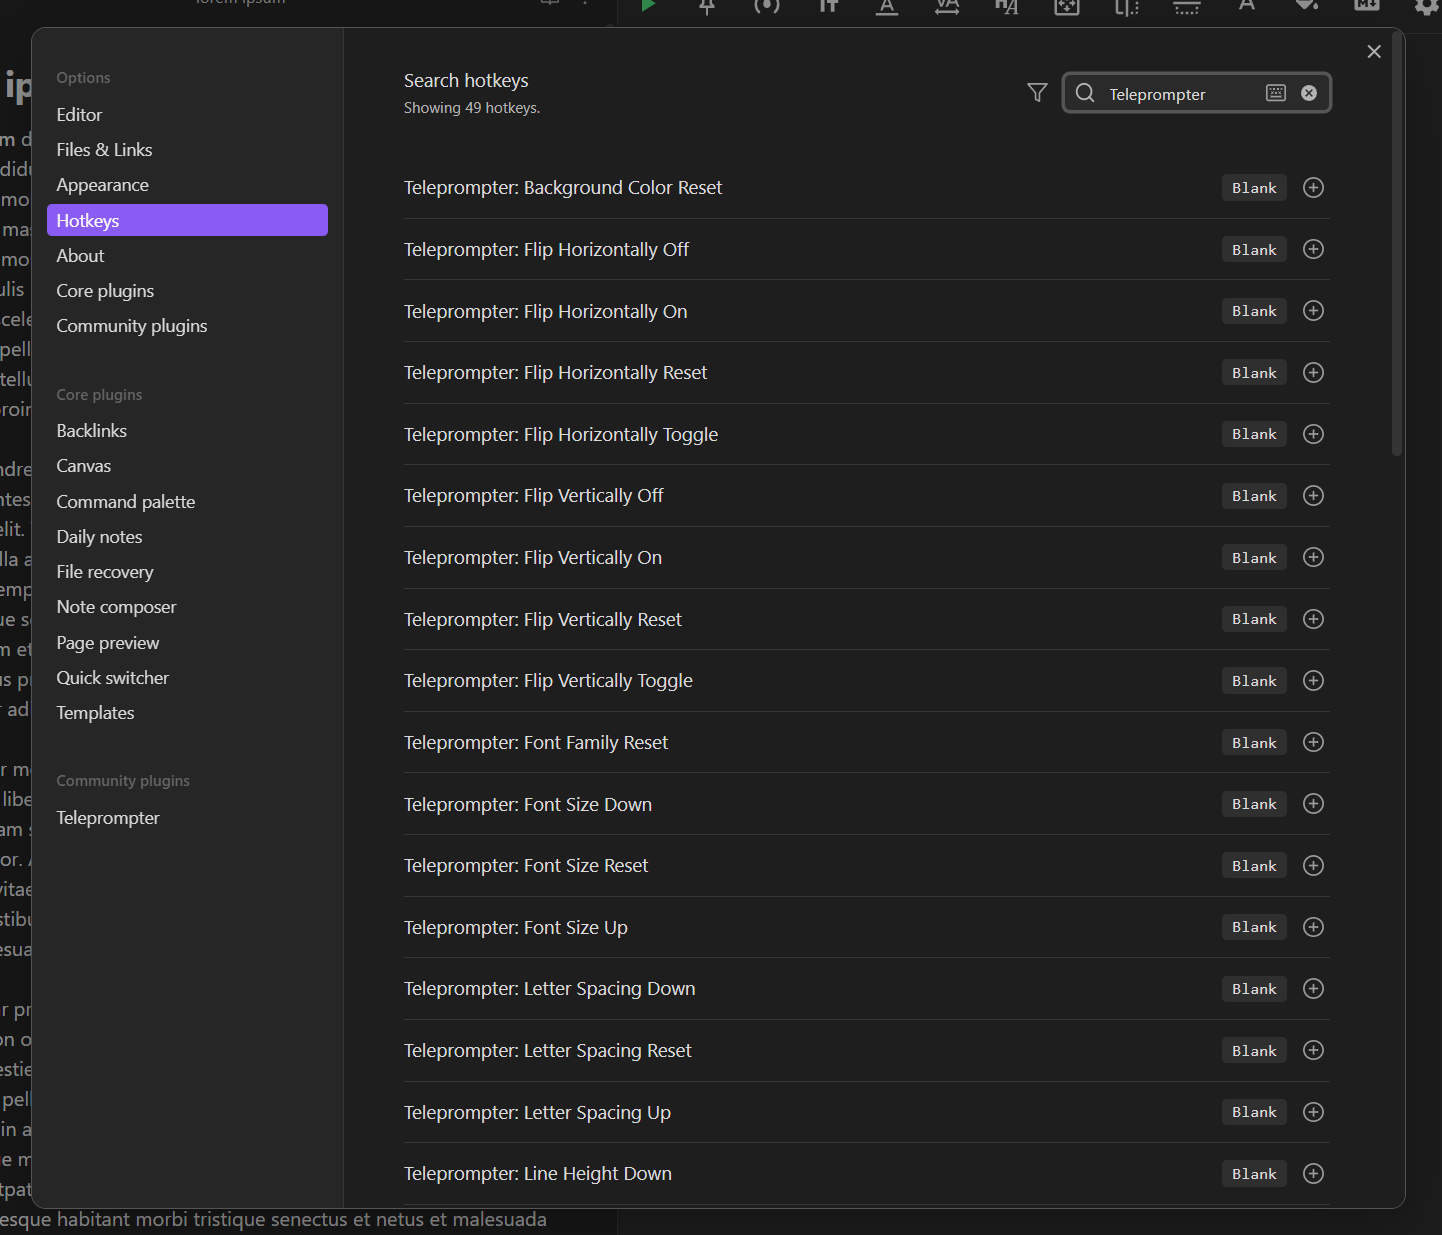 Options
Editor
Files & Links
Appearance
Hotkeys
About
Core plugins
Community plugins
Core plugins
Backlinks
Canvas
Command palette
Daily notes
File recovery
Note composer
Page preview
Quick switcher
Templates
Community plugins
Teleprompter
Search hotkeys
Showing 49 hotkeys.
Teleprompter
Teleprompter: Background Color Reset Blank
Teleprompter: Flip Horizontally Off Blank
Teleprompter: Flip Horizontally On Blank
Teleprompter: Flip Horizontally Reset Blank
Teleprompter: Flip Horizontally Toggle Blank
Teleprompter: Flip Vertically Off Blank
Teleprompter: Flip Vertically On Blank
Teleprompter: Flip Vertically Reset Blank
Teleprompter: Flip Vertically Toggle Blank
Teleprompter: Font Family Reset Blank
Teleprompter: Font Size Down Blank
Teleprompter: Font Size Reset Blank
Teleprompter: Font Size Up Blank
Teleprompter: Letter Spacing Down Blank
Teleprompter: Letter Spacing Reset Blank
Teleprompter: Letter Spacing Up Blank
Teleprompter: Line Height Down Blank
esque habitant morbi tristique senectus et netus et malesuada